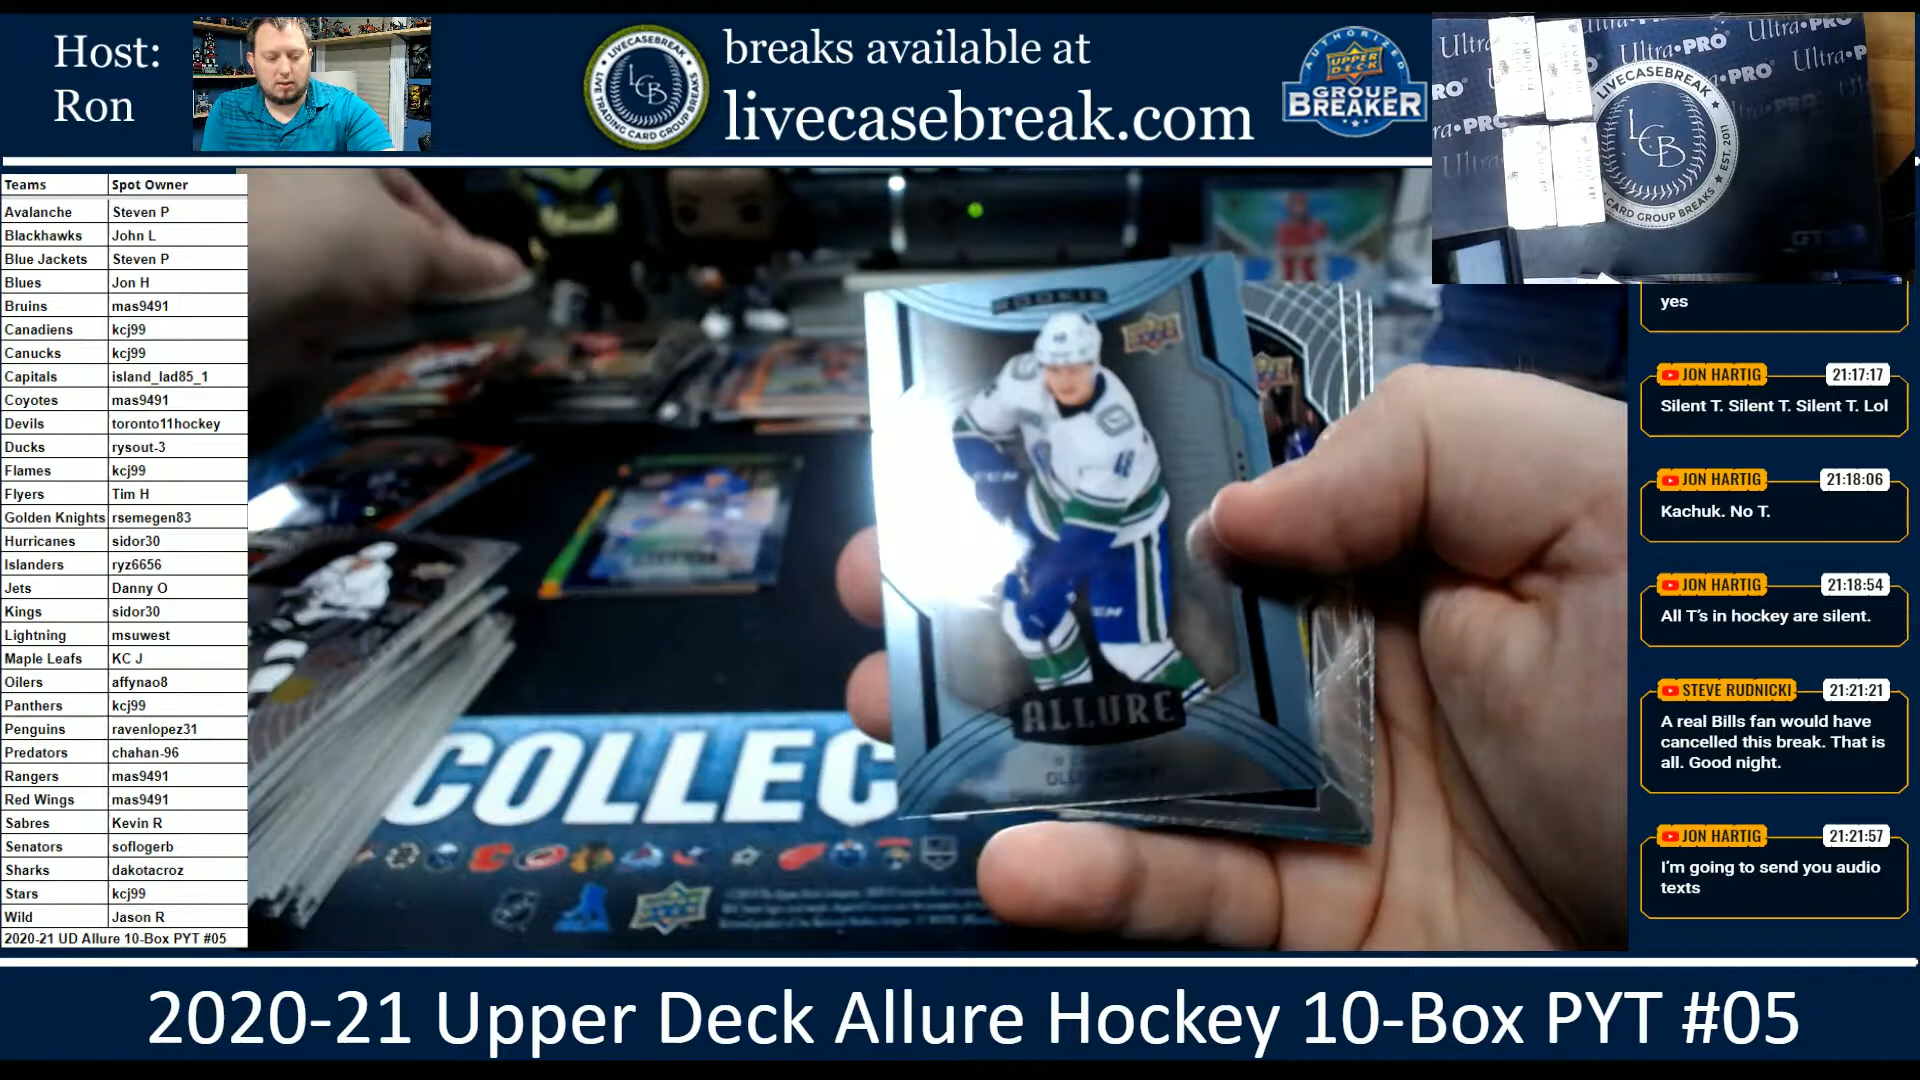 Host:
Ron
LIVECASEBREAK
LCB
LIVE TRADING CARD GROUP BREAKS
breaks available at
livecasebreak.com
AUTHORIZED
UPPER DECK
GROUP
BREAKER
Ultra•PRO
Ultra•PRO
Ultra•P
LIVECASEBREAK
LCB
EST. 2011
CARD GROUP BREAKS
Teams Spot Owner
Avalanche Steven P
Blackhawks John L
Blue Jackets Steven P
Blues Jon H
Bruins mas9491
Canadiens kcj99
Canucks kcj99
Capitals island_lad85_1
Coyotes mas9491
Devils toronto11hockey
Ducks rysout-3
Flames kcj99
Flyers Tim H
Golden Knights rsemegen83
Hurricanes sidor30
Islanders ryz6656
Jets Danny O
Kings sidor30
Lightning msuwest
Maple Leafs KC J
Oilers affynao8
Panthers kcj99
Penguins ravenlopez31
Predators chahan-96
Rangers mas9491
Red Wings mas9491
Sabres Kevin R
Senators soflogerb
Sharks dakotacroz
Stars kcj99
Wild Jason R
2020-21 UD Allure 10-Box PYT #05
ROOKIE
ALLURE
COLLEC
yes
JON HARTIG 21:17:17
Silent T. Silent T. Silent T. Lol
JON HARTIG 21:18:06
Kachuk. No T.
JON HARTIG 21:18:54
All T's in hockey are silent.
STEVE RUDNICKI 21:21:21
A real Bills fan would have
cancelled this break. That is
all. Good night.
JON HARTIG 21:21:57
I'm going to send you audio
texts
2020-21 Upper Deck Allure Hockey 10-Box PYT #05